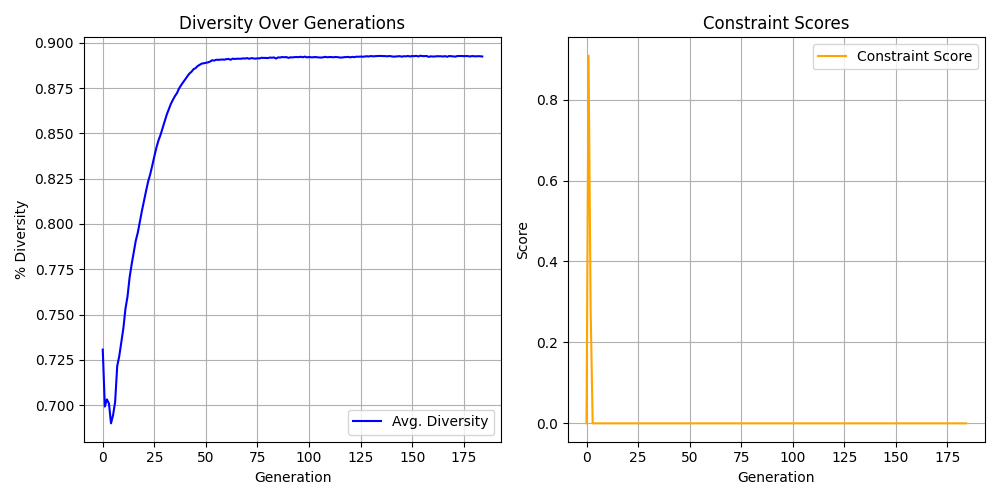 Diversity Over Generations
% Diversity
0.900
0.875
0.850
0.825
0.800
0.775
0.750
0.725
0.700
0 25 50 75 100 125 150 175
Generation
Avg. Diversity
Constraint Scores
Score
0.8
0.6
0.4
0.2
0.0
0 25 50 75 100 125 150 175
Generation
Constraint Score